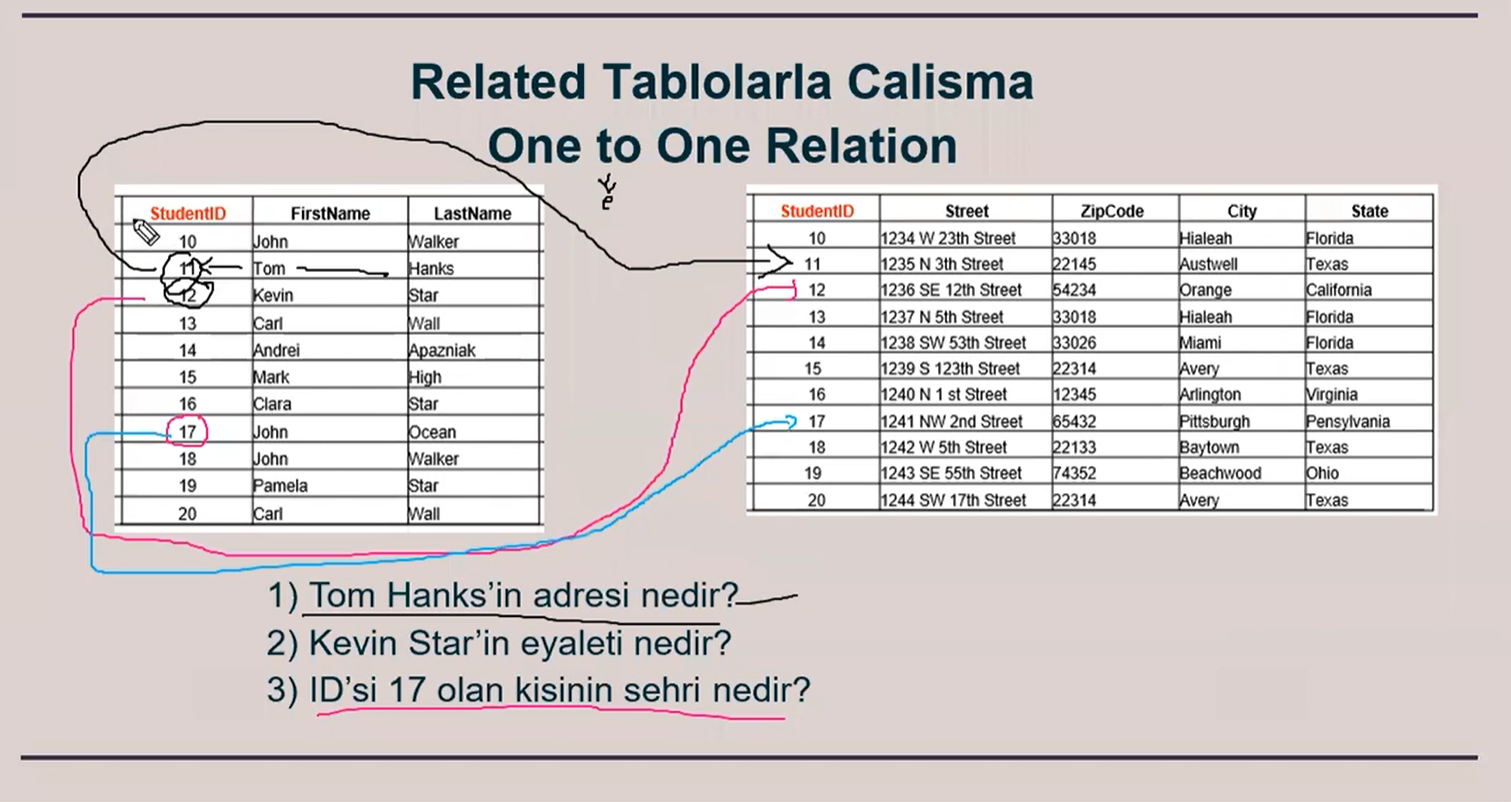 Related Tablolarla Calisma
One to One Relation
ye
StudentID FirstName LastName
10 John Walker
11 Tom Hanks
12 Kevin Star
13 Carl Wall
14 Andrei Apazniak
15 Mark High
16 Clara Star
17 John Ocean
18 John Walker
19 Pamela Star
20 Carl Wall
StudentID Street ZipCode City State
10 1234 W 23th Street 33018 Hialeah Florida
11 1235 N 3th Street 22145 Austwell Texas
12 1236 SE 12th Street 54234 Orange California
13 1237 N 5th Street 33018 Hialeah Florida
14 1238 SW 53th Street 33026 Miami Florida
15 1239 S 123th Street 22314 Avery Texas
16 1240 N 1 st Street 12345 Arlington Virginia
17 1241 NW 2nd Street 65432 Pittsburgh Pensylvania
18 1242 W 5th Street 22133 Baytown Texas
19 1243 SE 55th Street 74352 Beachwood Ohio
20 1244 SW 17th Street 22314 Avery Texas
1) Tom Hanks’in adresi nedir?
2) Kevin Star’in eyaleti nedir?
3) ID’si 17 olan kisinin sehri nedir?